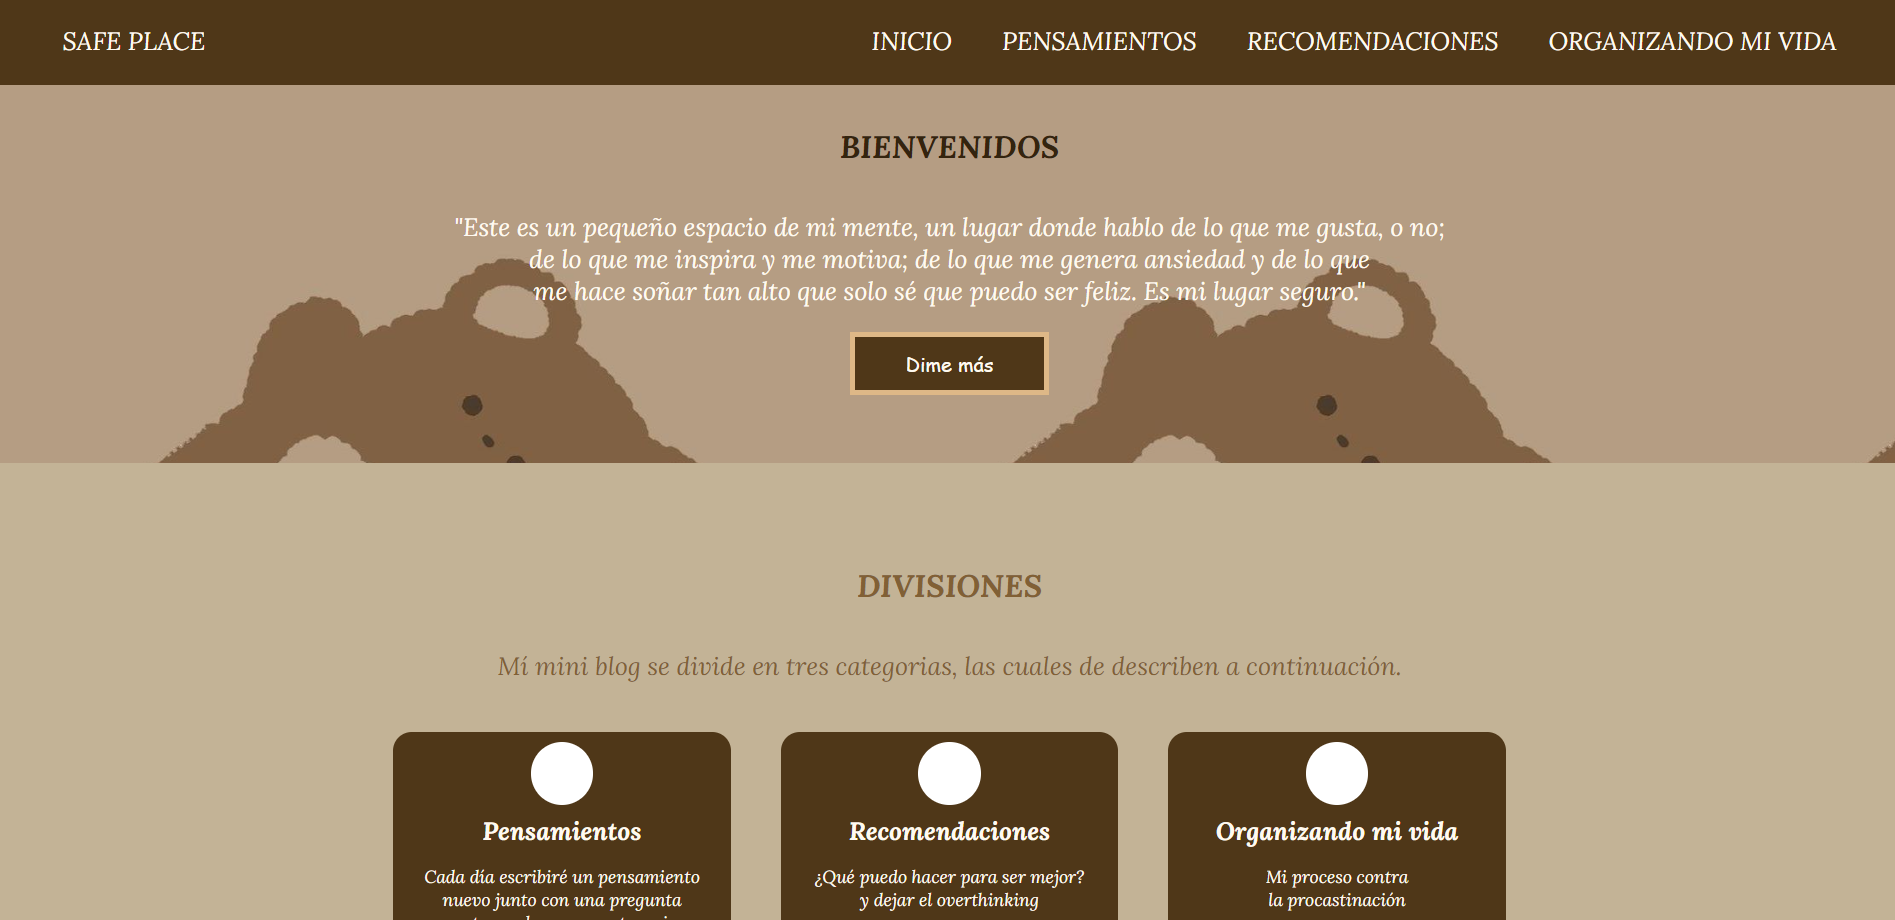 SAFE PLACE
INICIO PENSAMIENTOS RECOMENDACIONES ORGANIZANDO MI VIDA
BIENVENIDOS
"Este es un pequeño espacio de mi mente, un lugar donde hablo de lo que me gusta, o no;
de lo que me inspira y me motiva; de lo que me genera ansiedad y de lo que
me hace soñar tan alto que solo sé que puedo ser feliz. Es mi lugar seguro."
Dime más
DIVISIONES
Mí mini blog se divide en tres categorias, las cuales de describen a continuación.
Pensamientos
Cada día escribiré un pensamiento
nuevo junto con una pregunta
Recomendaciones
¿Qué puedo hacer para ser mejor?
y dejar el overthinking
Organizando mi vida
Mi proceso contra
la procastinación